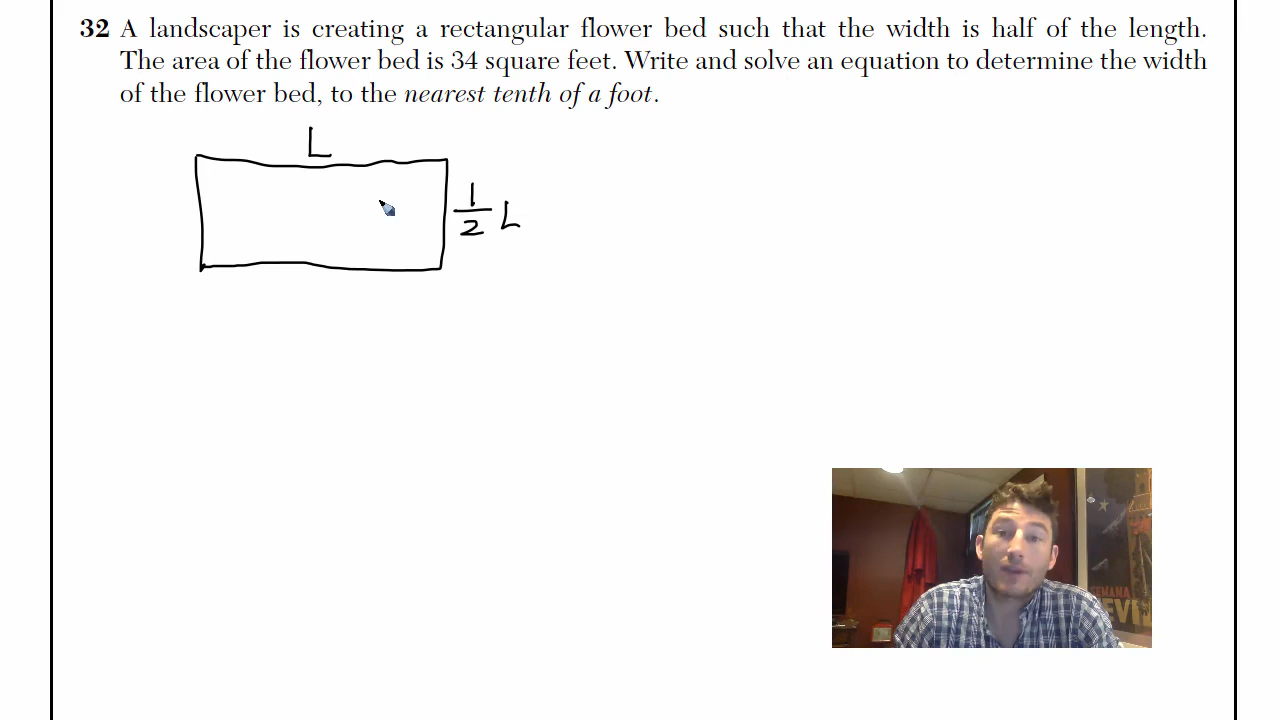 32 A landscaper is creating a rectangular flower bed such that the width is half of the length.
The area of the flower bed is 34 square feet. Write and solve an equation to determine the width
of the flower bed, to the nearest tenth of a foot.
L
1/2 L